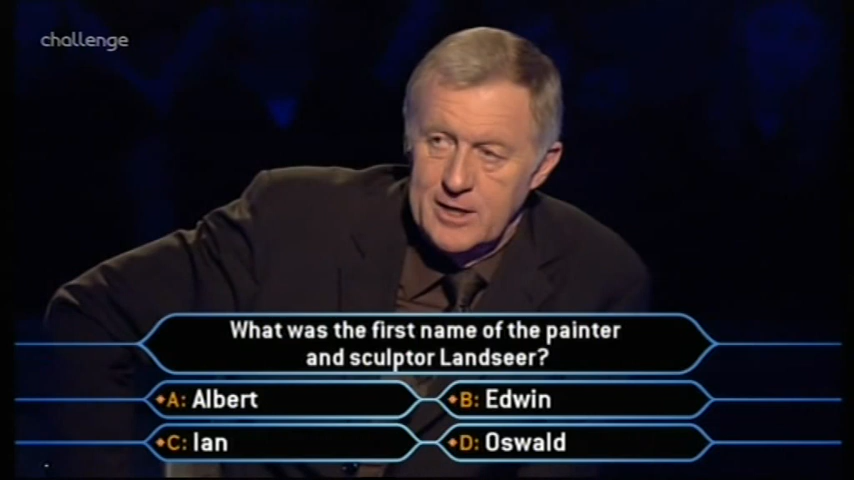 challenge
What was the first name of the painter
and sculptor Landseer?
A: Albert
B: Edwin
C: Ian
D: Oswald